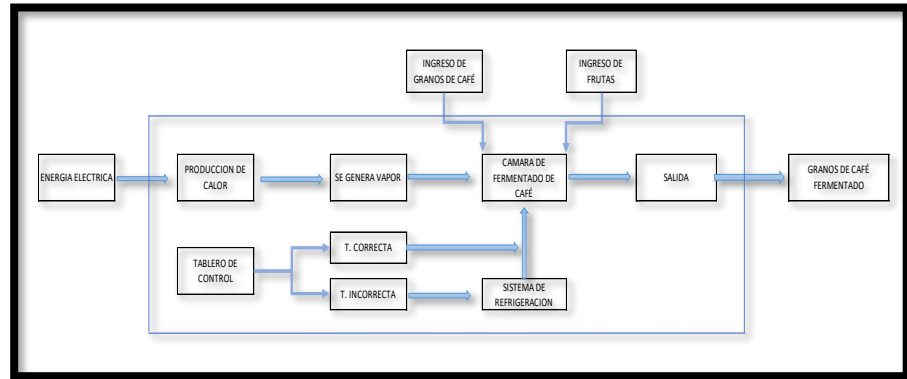 INGRESO DE
GRANOS DE CAFÉ
INGRESO DE
FRUTAS
ENERGIA ELECTRICA
PRODUCCION DE
CALOR
SE GENERA VAPOR
CAMARA DE
FERMENTADO DE
CAFÉ
SALIDA
GRANOS DE CAFÉ
FERMENTADO
TABLERO DE
CONTROL
T. CORRECTA
T. INCORRECTA
SISTEMA DE
REFRIGERACION